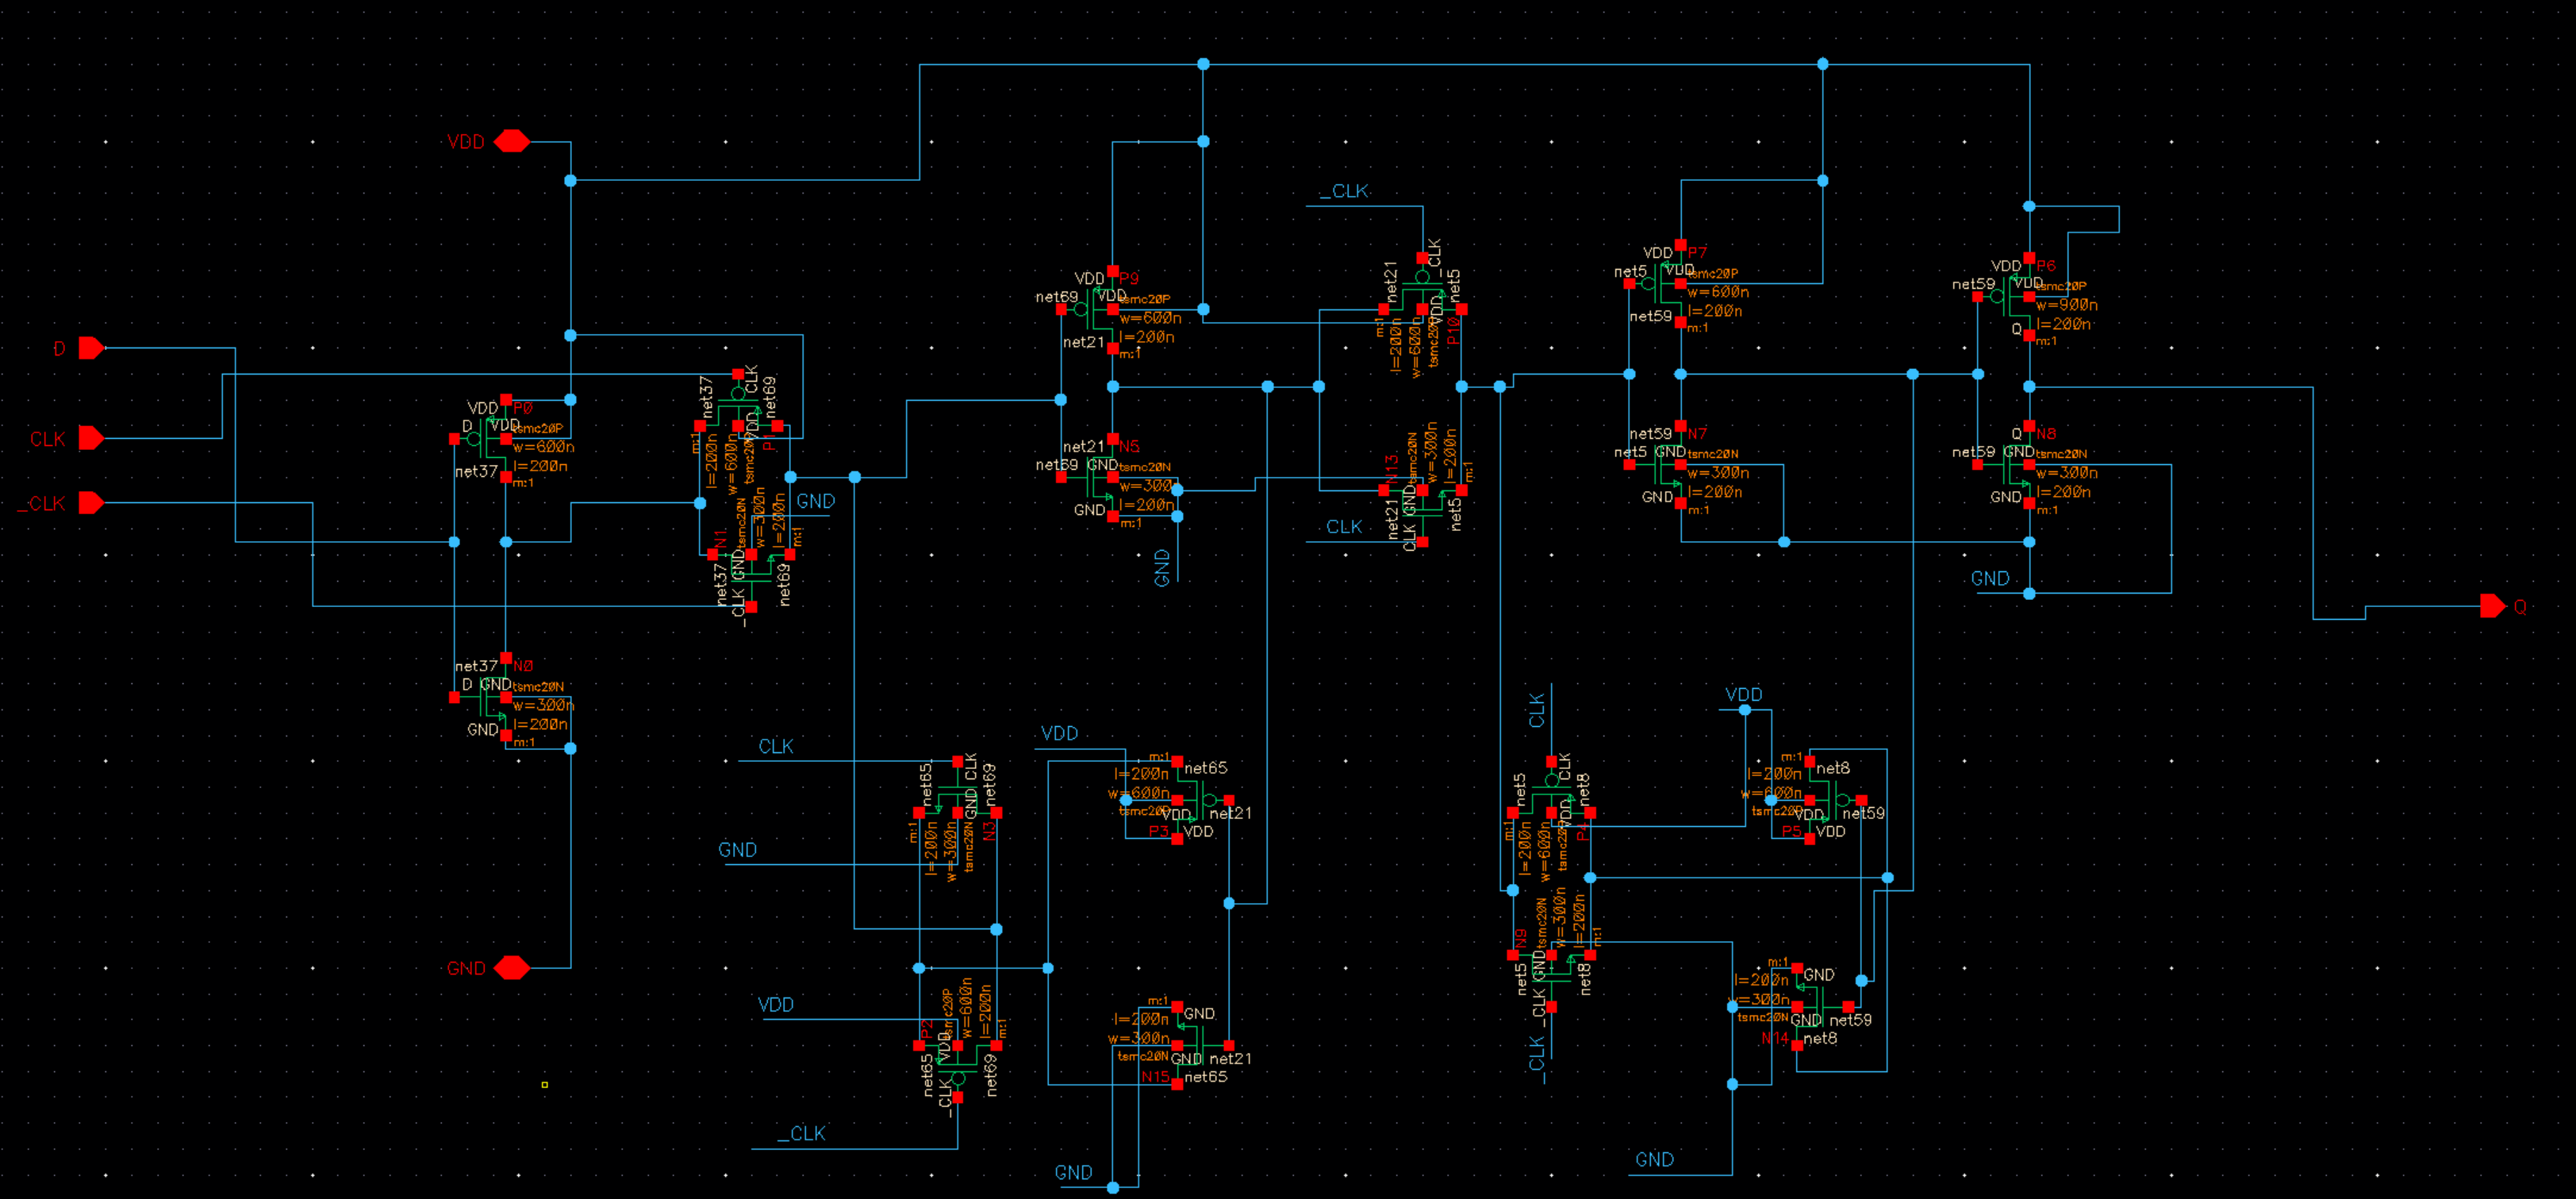 VDD
D
CLK
_CLK
GND
VDD
P0
D
VDD
tsmc20P
w=600n
l=200n
net37
m:1
net37
N0
D
GND
tsmc20N
w=300n
l=200n
GND
m:1
net37
CLK
net69
VDD
P1
m:1
l=200n
w=600n
tsmc20P
GND
N1
tsmc20N
w=300n
l=200n
m:1
net37
_CLK
GND
net69
CLK
net65
CLK
GND
net69
m:1
l=200n
w=300n
tsmc20N
N3
GND
VDD
P2
tsmc20P
w=600n
l=200n
m:1
net65
_CLK
VDD
net69
_CLK
VDD
P9
net69
VDD
tsmc20P
w=600n
l=200n
net21
m:1
net21
N5
net69
GND
tsmc20N
w=300n
l=200n
GND
m:1
GND
VDD
m:1
net65
l=200n
w=600n
tsmc20P
VDD
net21
P3
VDD
m:1
GND
l=200n
w=300n
tsmc20N
GND
net21
N15
net65
GND
_CLK
net21
_CLK
net5
VDD
P10
m:1
l=200n
w=600n
tsmc20P
N13
tsmc20N
w=300n
l=200n
m:1
net21
CLK
GND
net5
CLK
VDD
P7
net5
VDD
tsmc20P
w=600n
l=200n
net59
m:1
net59
N7
net5
GND
tsmc20N
w=300n
l=200n
GND
m:1
VDD
P6
net59
VDD
tsmc20P
w=900n
l=200n
Q
m:1
Q
N8
net59
GND
tsmc20N
w=300n
l=200n
GND
m:1
GND
Q
CLK
net5
CLK
net8
VDD
P4
m:1
l=200n
w=600n
tsmc20P
N9
tsmc20N
w=300n
l=200n
m:1
net5
_CLK
GND
net8
_CLK
VDD
m:1
net8
l=200n
w=600n
tsmc20P
VDD
net59
P5
VDD
m:1
GND
l=200n
w=300n
tsmc20N
GND
net59
N14
net8
GND